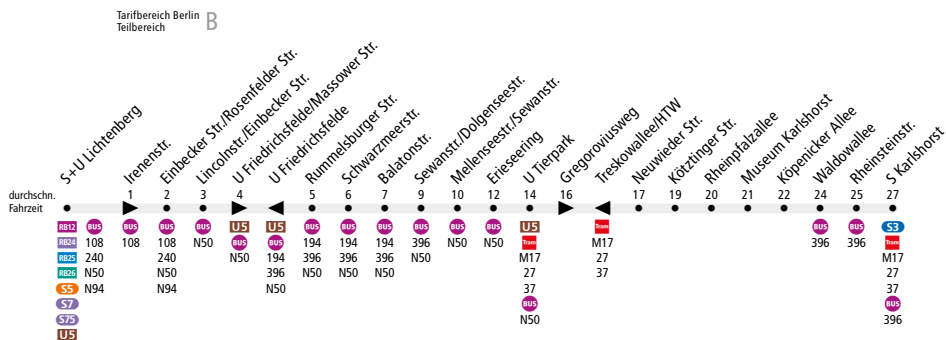 Tarifbereich Berlin
Teilbereich
B
S+U Lichtenberg
Irenenstr.
Einbecker Str./Rosenfelder Str.
Lincolnstr./Einbecker Str.
U Friedrichsfelde/Massower Str.
U Friedrichsfelde
Rummelsburger Str.
Schwarzmeerstr.
Balatonstr.
Sewanstr./Dolgenseestr.
Mellenseestr./Sewanstr.
Erieseering
U Tierpark
Gregoroviusweg
Treskowallee/HTW
Neuwieder Str.
Kötztinger Str.
Rheinpfalzallee
Museum Karlshorst
Köpenicker Allee
Waldowallee
Rheinsteinstr.
S Karlshorst
durchschn. 1 2 3 4 5 6 7 9 10 12 14 16 17 19 20 21 22 24 25 27
Fahrzeit
RB12 BUS BUS BUS BUS U5 U5 BUS BUS BUS BUS BUS BUS U5 Tram BUS BUS S3
RB24 108 108 108 N50 BUS BUS 194 194 194 396 N50 N50 Tram M17 396 396 Tram
RB25 240 240 N50 194 396 396 396 N50 M17 27 M17
RB26 N50 N50 396 N50 N50 N50 27 37 27
S5 N94 N94 N50 37 37
S7 BUS BUS
S75 N50 396
U5